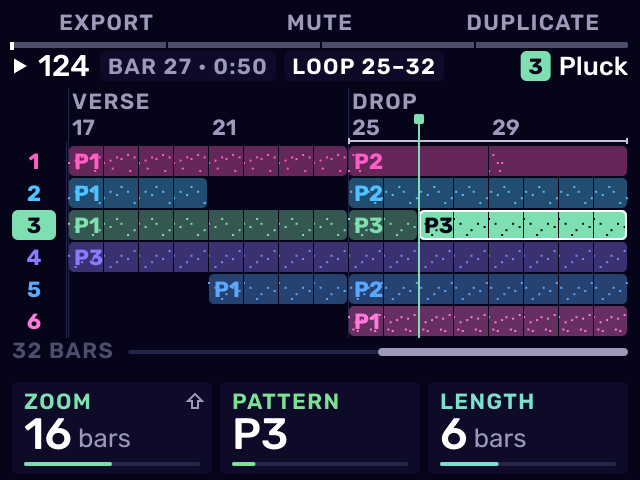 EXPORT MUTE DUPLICATE
124 BAR 27 • 0:50 LOOP 25–32 3 Pluck
VERSE DROP
17 21 25 29
1 P1 P2
2 P1 P2
3 P1 P3 P3
4 P3
5 P1 P2
6 P1
32 BARS
ZOOM PATTERN LENGTH
16 bars P3 6 bars